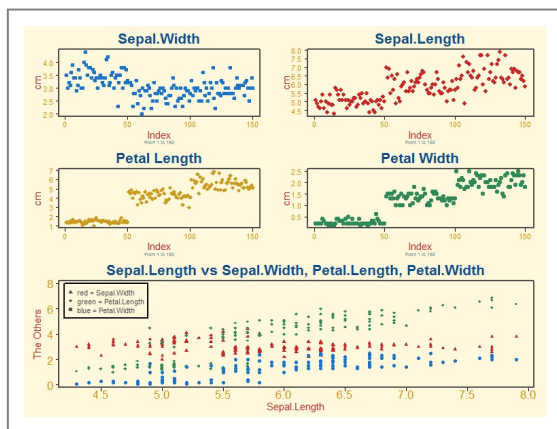 Sepal.Width
cm
4.0
3.5
3.0
2.5
2.0
0
50
100
150
Index
From 1 to 150
Sepal.Length
cm
8.0
7.5
7.0
6.5
6.0
5.5
5.0
4.5
0
50
100
150
Index
From 1 to 150
Petal Length
cm
7
6
5
4
3
2
1
0
50
100
150
Index
From 1 to 150
Petal Width
cm
2.5
2.0
1.5
1.0
0.5
0
50
100
150
Index
From 1 to 150
Sepal.Length vs Sepal.Width, Petal.Length, Petal.Width
The Others
8
6
4
2
0
red = Sepal.Width
green = Petal.Length
blue = Petal.Width
4.5
5.0
5.5
6.0
6.5
7.0
7.5
8.0
Sepal.Length